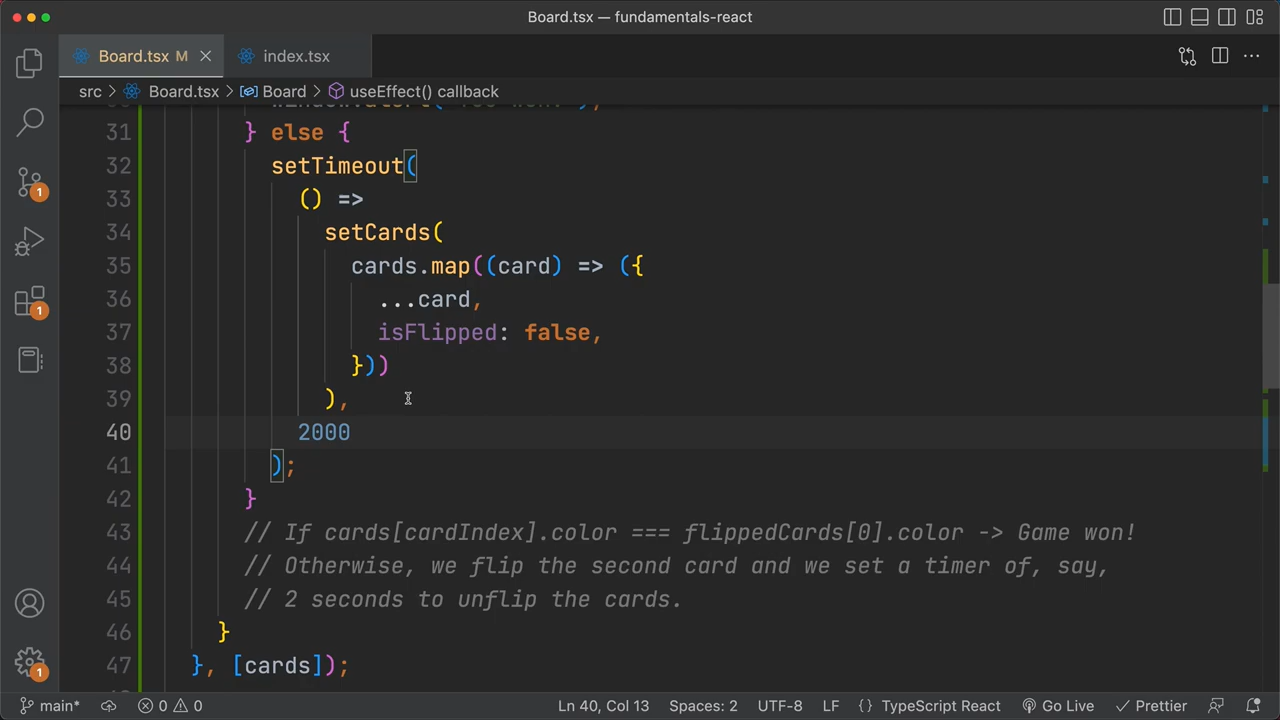 Board.tsx — fundamentals-react
Board.tsx M
index.tsx
src > Board.tsx > Board > useEffect() callback
31 } else {
32 setTimeout(
33 () =>
34 setCards(
35 cards.map((card) => ({
36 ...card,
37 isFlipped: false,
38 }))
39 ),
40 2000
41 );
42 }
43 // If cards[cardIndex].color === flippedCards[0].color -> Game won!
44 // Otherwise, we flip the second card and we set a timer of, say,
45 // 2 seconds to unflip the cards.
46 }
47 }, [cards]);
1
1
1
main* 0 0 Ln 40, Col 13 Spaces: 2 UTF-8 LF {} TypeScript React Go Live Prettier